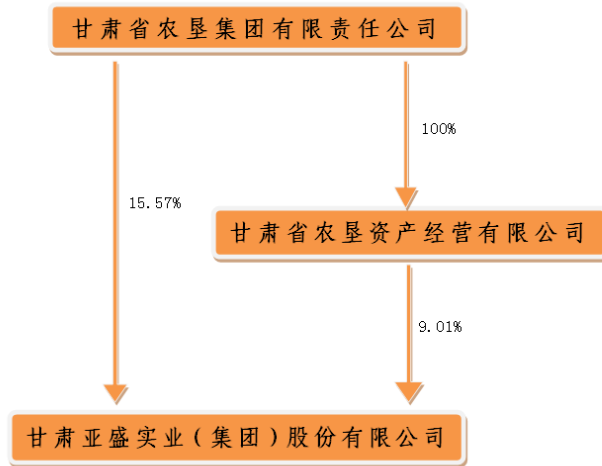 甘肃省农垦集团有限责任公司
100%
15.57%
甘肃省农垦资产经营有限公司
9.01%
甘肃亚盛实业(集团)股份有限公司